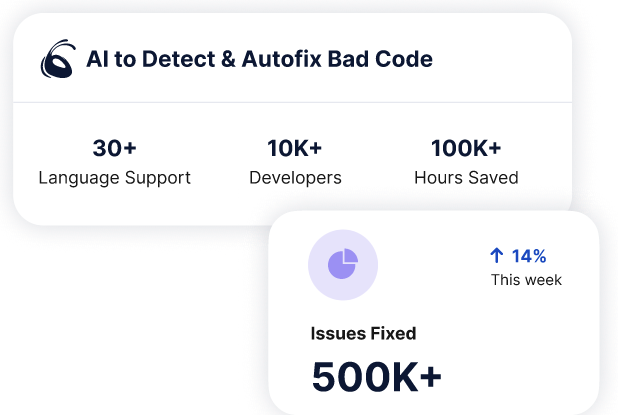 AI to Detect & Autofix Bad Code
30+ 10K+ 100K+
Language Support Developers Hours Saved
↑ 14%
This week
Issues Fixed
500K+